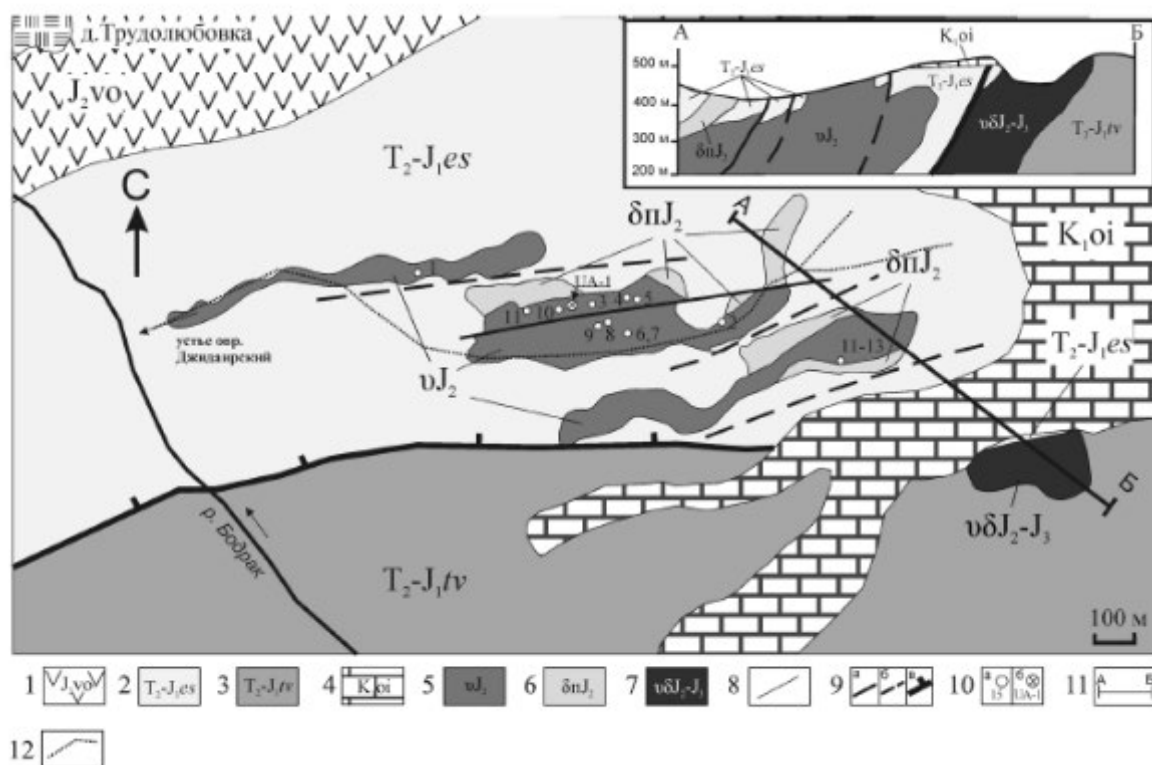 д.Трудолюбовка
J₂vo
T₂-J₁es
С
А
Б
K₁oi
500 м
400 м
300 м
200 м
T₂-J₁es
T₂-J₁es
δπJ₂
υJ₂
υδJ₂-J₃
T₂-J₁tv
А
δπJ₂
K₁oi
δπJ₂
1
UA-1
11
10
3
4
5
9
8
6,7
2
11-13
устье овр.
Джидаирский
υJ₂
T₂-J₁es
Б
р. Бодрак
υδJ₂-J₃
T₂-J₁tv
100 м
1 J₂vo 2 T₂-J₁es 3 T₂-J₁tv 4 K₁oi 5 υJ₂ 6 δπJ₂ 7 υδJ₂-J₃ 8 9 а б в 10 а 15 б UA-1 11 А Б
12